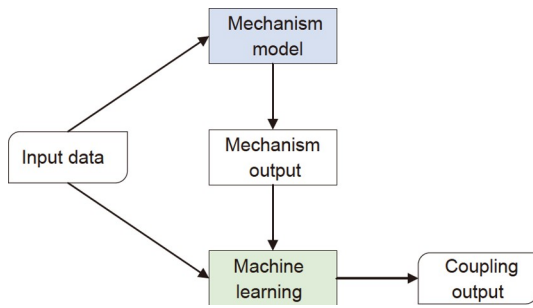 Mechanism
model
Input data
Mechanism
output
Machine
learning
Coupling
output